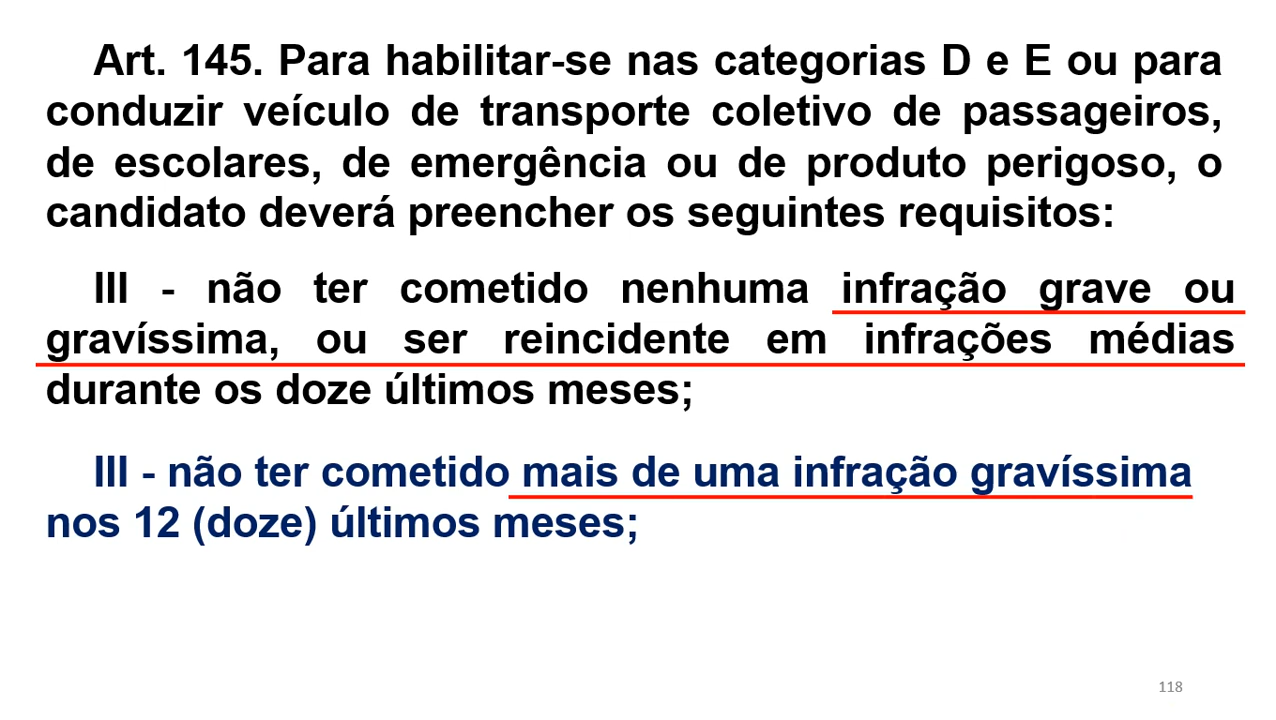 Art. 145. Para habilitar-se nas categorias D e E ou para
conduzir veículo de transporte coletivo de passageiros,
de escolares, de emergência ou de produto perigoso, o
candidato deverá preencher os seguintes requisitos:
III - não ter cometido nenhuma infração grave ou
gravíssima, ou ser reincidente em infrações médias
durante os doze últimos meses;
III - não ter cometido mais de uma infração gravíssima
nos 12 (doze) últimos meses;
118